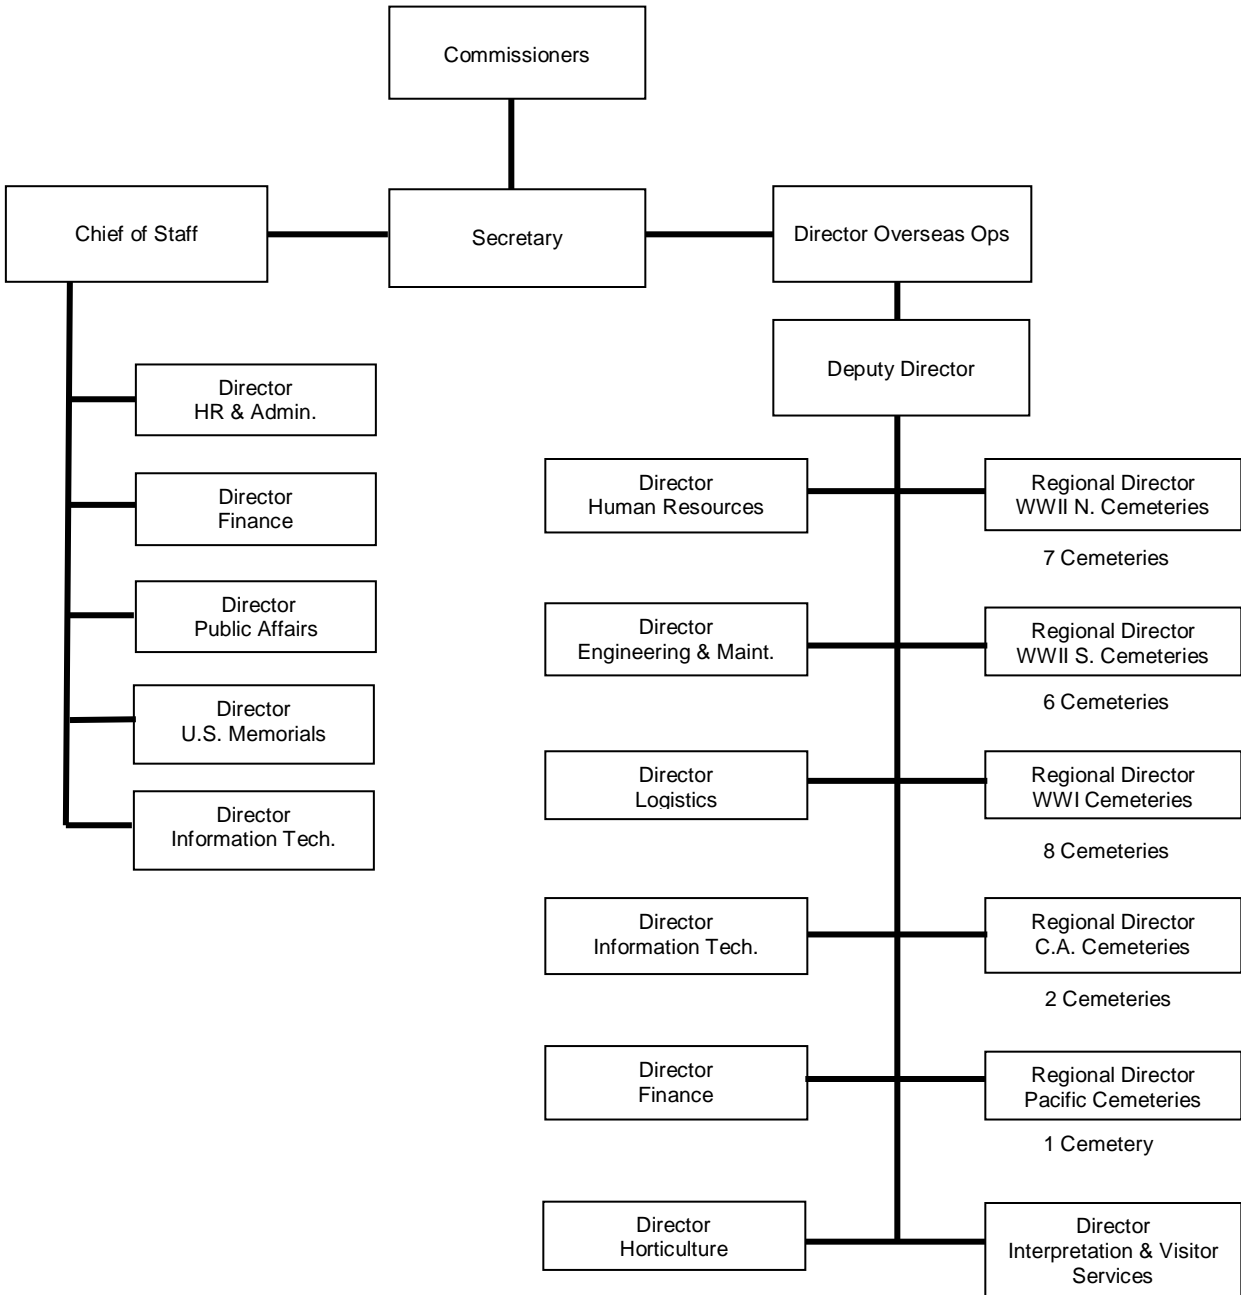 Commissioners
Chief of Staff
Secretary
Director Overseas Ops
Deputy Director
Director
HR & Admin.
Director
Finance
Director
Public Affairs
Director
U.S. Memorials
Director
Information Tech.
Director
Human Resources
Regional Director
WWII N. Cemeteries
7 Cemeteries
Director
Engineering & Maint.
Regional Director
WWII S. Cemeteries
6 Cemeteries
Director
Logistics
Regional Director
WWI Cemeteries
8 Cemeteries
Director
Information Tech.
Regional Director
C.A. Cemeteries
2 Cemeteries
Director
Finance
Regional Director
Pacific Cemeteries
1 Cemetery
Director
Horticulture
Director
Interpretation & Visitor
Services